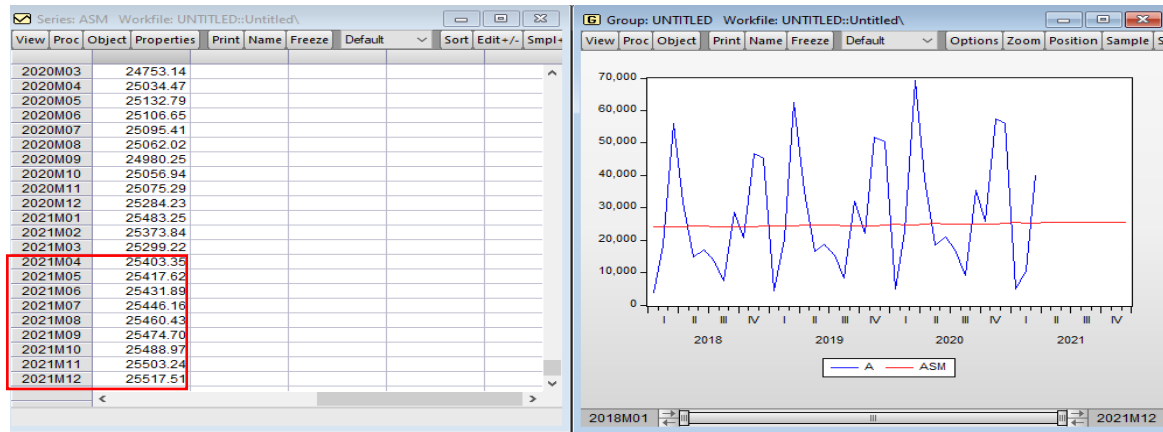 Series: ASM Workfile: UNTITLED::Untitled\
View Proc Object Properties Print Name Freeze Default Sort Edit+/- Smpl+
2020M03 24753.14
2020M04 25034.47
2020M05 25132.79
2020M06 25106.65
2020M07 25095.41
2020M08 25062.02
2020M09 24980.25
2020M10 25056.94
2020M11 25075.29
2020M12 25284.23
2021M01 25483.25
2021M02 25373.84
2021M03 25299.22
2021M04 25403.35
2021M05 25417.62
2021M06 25431.89
2021M07 25446.16
2021M08 25460.43
2021M09 25474.70
2021M10 25488.97
2021M11 25503.24
2021M12 25517.51
G Group: UNTITLED Workfile: UNTITLED::Untitled\
View Proc Object Print Name Freeze Default Options Zoom Position Sample S
70,000
60,000
50,000
40,000
30,000
20,000
10,000
0
I II III IV I II III IV I II III IV I II III IV
2018 2019 2020 2021
A ASM
2018M01 2021M12